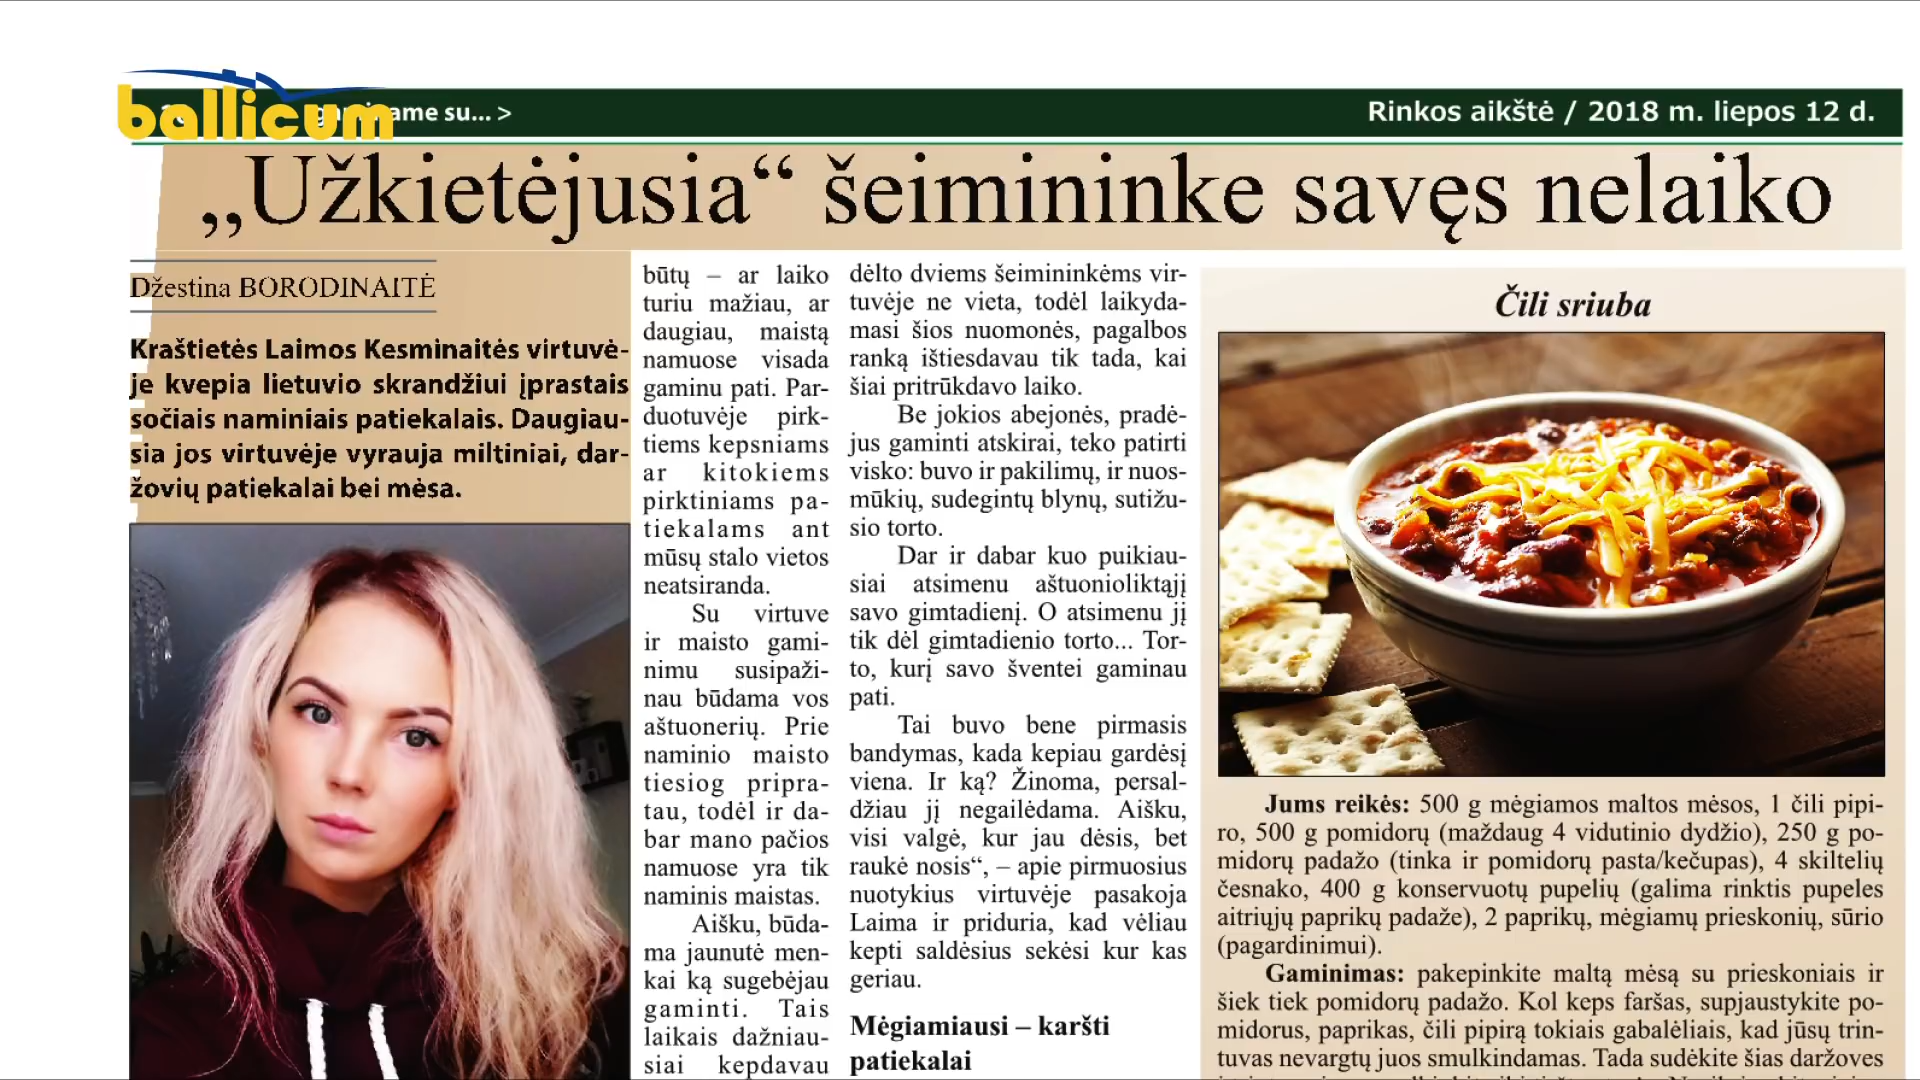 balticum
ame su... >
Rinkos aikštė / 2018 m. liepos 12 d.
„Užkietėjusia“ šeimininke savęs nelaiko
Džestina BORODINAITĖ
Kraštietės Laimos Kesminaitės virtuvė-
je kvepia lietuvio skrandžiui įprastais
sočiais naminiais patiekalais. Daugiau-
sia jos virtuvėje vyrauja miltiniai, dar-
žovių patiekalai bei mėsa.
būtų – ar laiko
turiu mažiau, ar
daugiau, maistą
namuose visada
gaminu pati. Par-
duotuvėje pirk-
tiems kepsniams
ar kitokiems
pirktiniams pa-
tiekalams ant
mūsų stalo vietos
neatsiranda.
Su virtuve
ir maisto gami-
nimu susipaži-
nau būdama vos
aštuonerių. Prie
naminio maisto
tiesiog pripra-
tau, todėl ir da-
bar mano pačios
namuose yra tik
naminis maistas.
Aišku, būda-
ma jaunutė men-
kai ką sugebėjau
gaminti. Tais
laikais dažniau-
siai kepdavau
dėlto dviems šeimininkėms vir-
tuvėje ne vieta, todėl laikyda-
masi šios nuomonės, pagalbos
ranką ištiesdavau tik tada, kai
šiai pritrūkdavo laiko.
Be jokios abejonės, pradė-
jus gaminti atskirai, teko patirti
visko: buvo ir pakilimų, ir nuos-
mūkių, sudegintų blynų, sutižu-
sio torto.
Dar ir dabar kuo puikiau-
siai atsimenu aštuonioliktąjį
savo gimtadienį. O atsimenu jį
tik dėl gimtadienio torto... Tor-
to, kurį savo šventei gaminau
pati.
Tai buvo bene pirmasis
bandymas, kada kepiau gardėsį
viena. Ir ką? Žinoma, persal-
džiau jį negailėdama. Aišku,
visi valgė, kur jau dėsis, bet
raukė nosis“, – apie pirmuosius
nuotykius virtuvėje pasakoja
Laima ir priduria, kad vėliau
kepti saldėsius sekėsi kur kas
geriau.
Mėgiamiausi – karšti
patiekalai
Čili sriuba
Jums reikės: 500 g mėgiamos maltos mėsos, 1 čili pipi-
ro, 500 g pomidorų (maždaug 4 vidutinio dydžio), 250 g po-
midorų padažo (tinka ir pomidorų pasta/kečupas), 4 skiltelių
česnako, 400 g konservuotų pupelių (galima rinktis pupeles
aitriųjų paprikų padaže), 2 paprikų, mėgiamų prieskonių, sūrio
(pagardinimui).
Gaminimas: pakepinkite maltą mėsą su prieskoniais ir
šiek tiek pomidorų padažo. Kol keps faršas, supjaustykite po-
midorus, paprikas, čili pipirą tokiais gabalėliais, kad jūsų trin-
tuvas nevargtų juos smulkindamas. Tada sudėkite šias daržoves